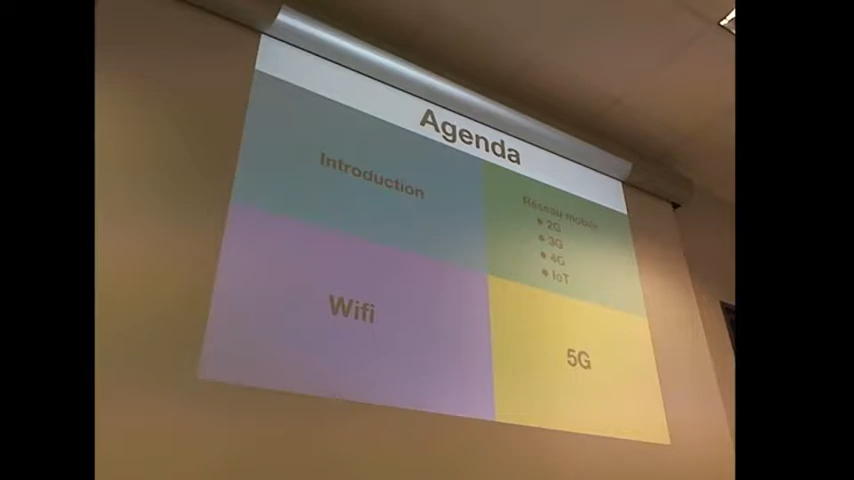 Agenda
Introduction
Réseau mobile
● 2G
● 3G
● 4G
● IoT
Wifi
5G